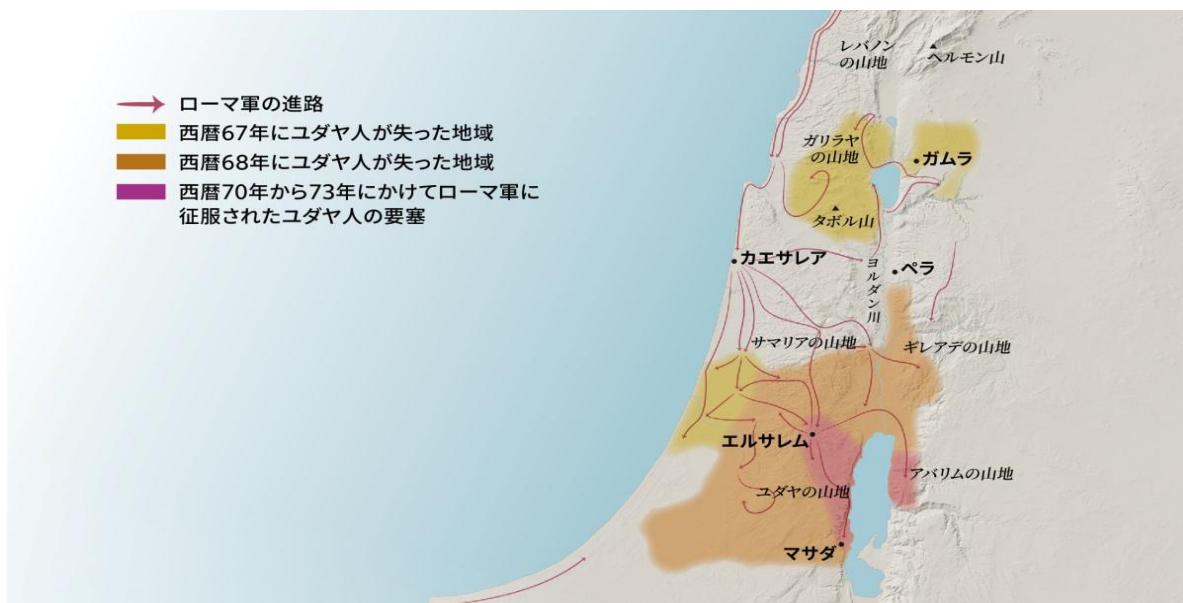 ローマ軍の進路
西暦67年にユダヤ人が失った地域
西暦68年にユダヤ人が失った地域
西暦70年から73年にかけてローマ軍に
征服されたユダヤ人の要塞
レバノン
の山地
ヘルモン山
ガリラヤ
の山地
ガムラ
タボル山
カエサレア
ヨルダン川
ペラ
サマリアの山地
ギレアデの山地
エルサレム
ユダヤの山地
アバリムの山地
マサダ